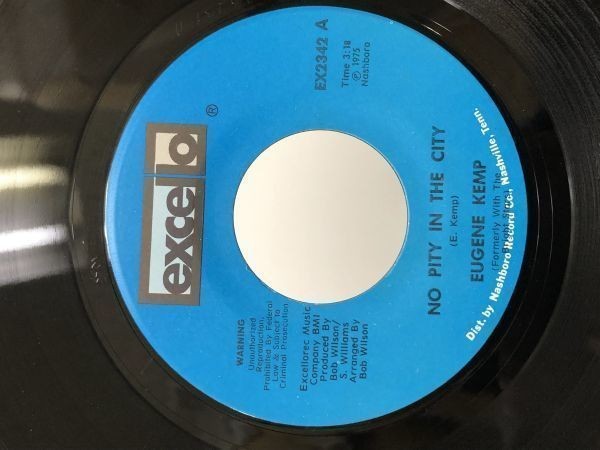 excello
®
WARNING
Unauthorized
Reproduction,
Prohibited By Federal
Law & Subject to
Criminal Prosecution
Excellorec Music
Company BMI
Produced By
Bob Wilson/
S. Williams
Arranged By
Bob Wilson
EX2342 A
Time 3:18
℗ 1975
Nashboro
NO PITY IN THE CITY
(E. Kemp)
EUGENE KEMP
(Formerly With The
Dist. by Nashboro Record Co., Nashville, Tenn.